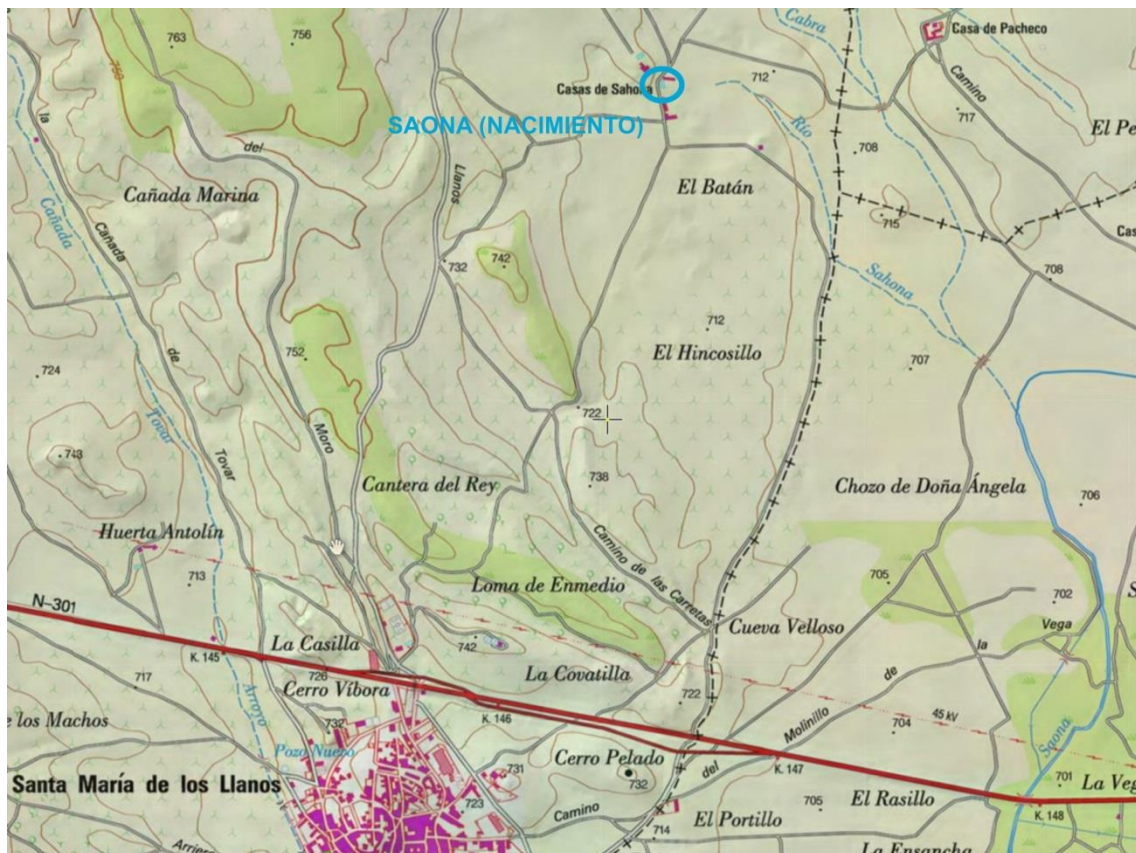 763
756
750
Cabra
Casa de Pacheco
712
Casas de Sahona
Camino
717
SAONA (NACIMIENTO)
El Pe
la
del
Río
708
Llanos
Cañada Marina
El Batán
Cañada
Cañada
715
Cas
742
732
Sahona
708
712
752
El Hincosillo
707
de
724
722
Tovar
Moro
743
Tovar
738
Cantera del Rey
Chozo de Doña Ángela
706
Huerta Antolín
Camino de las Carretas
713
Loma de Enmedio
705
702
N-301
Vega
Cueva Velloso
La Casilla
742
la
K. 145
La Covatilla
de
726
717
Cerro Víbora
722
Arroyo
K. 146
45 kV
e los Machos
732
Molinillo
704
Saona
Pozo Nuevo
Cerro Pelado
del
K. 147
701
La Veg
Santa María de los Llanos
731
732
723
Camino
705
El Rasillo
El Portillo
K. 148
714
Arrier
La Ensancha